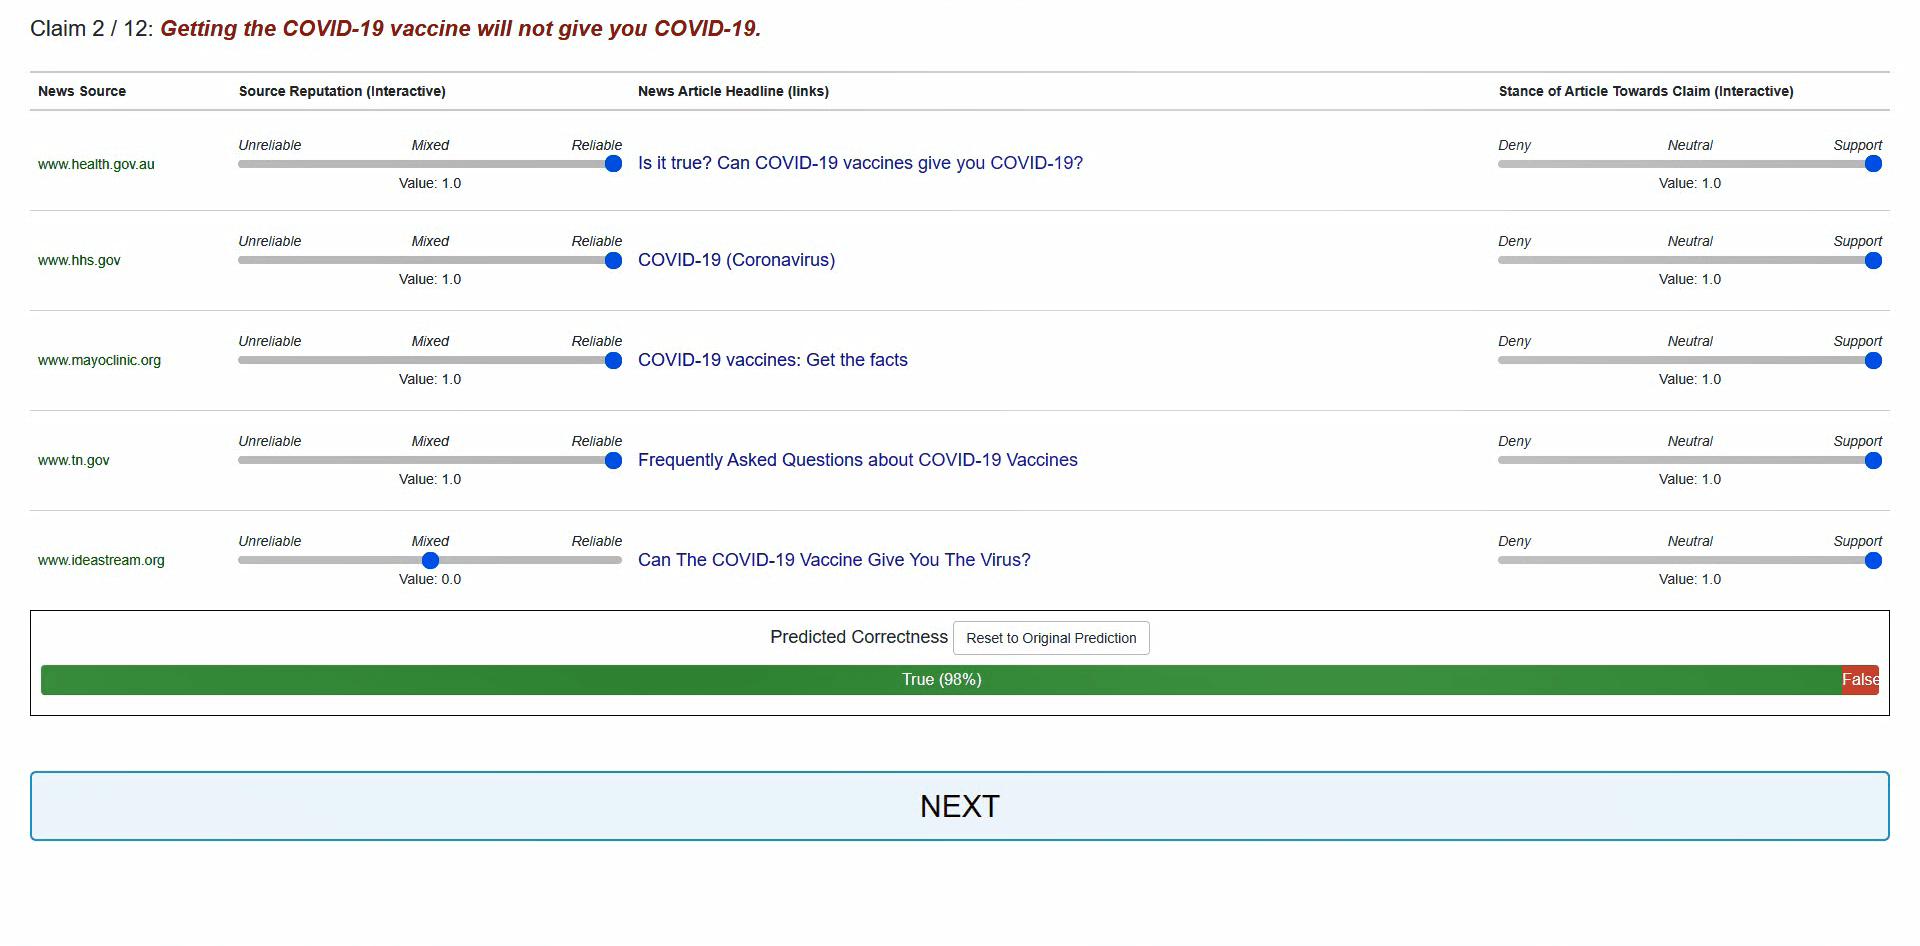 Claim 2 / 12: Getting the COVID-19 vaccine will not give you COVID-19.
News Source Source Reputation (Interactive) News Article Headline (links) Stance of Article Towards Claim (Interactive)
Unreliable Mixed Reliable Deny Neutral Support
www.health.gov.au Is it true? Can COVID-19 vaccines give you COVID-19?
Value: 1.0 Value: 1.0
Unreliable Mixed Reliable Deny Neutral Support
www.hhs.gov COVID-19 (Coronavirus)
Value: 1.0 Value: 1.0
Unreliable Mixed Reliable Deny Neutral Support
www.mayoclinic.org COVID-19 vaccines: Get the facts
Value: 1.0 Value: 1.0
Unreliable Mixed Reliable Deny Neutral Support
www.tn.gov Frequently Asked Questions about COVID-19 Vaccines
Value: 1.0 Value: 1.0
Unreliable Mixed Reliable Deny Neutral Support
www.ideastream.org Can The COVID-19 Vaccine Give You The Virus?
Value: 0.0 Value: 1.0
Predicted Correctness Reset to Original Prediction
True (98%) False
NEXT